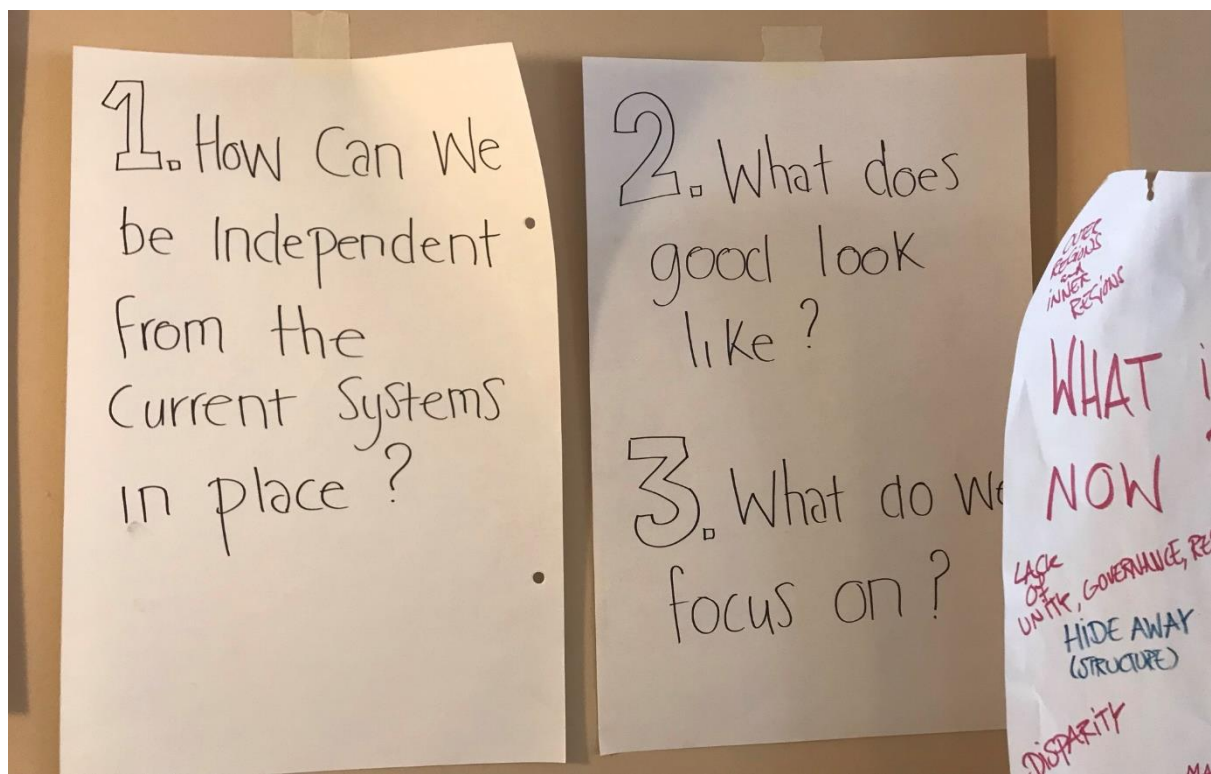 1. How Can We
be Independent
from the
Current Systems
in place?
2. What does
good look
like?
3. What do We
focus on?
OUTER
REGIONS
and
INNER
REGIONS
WHAT
NOW
LACK
OF
UNITY, GOVERNANCE,
HIDE AWAY
(STRUCTURE)
DISPARITY